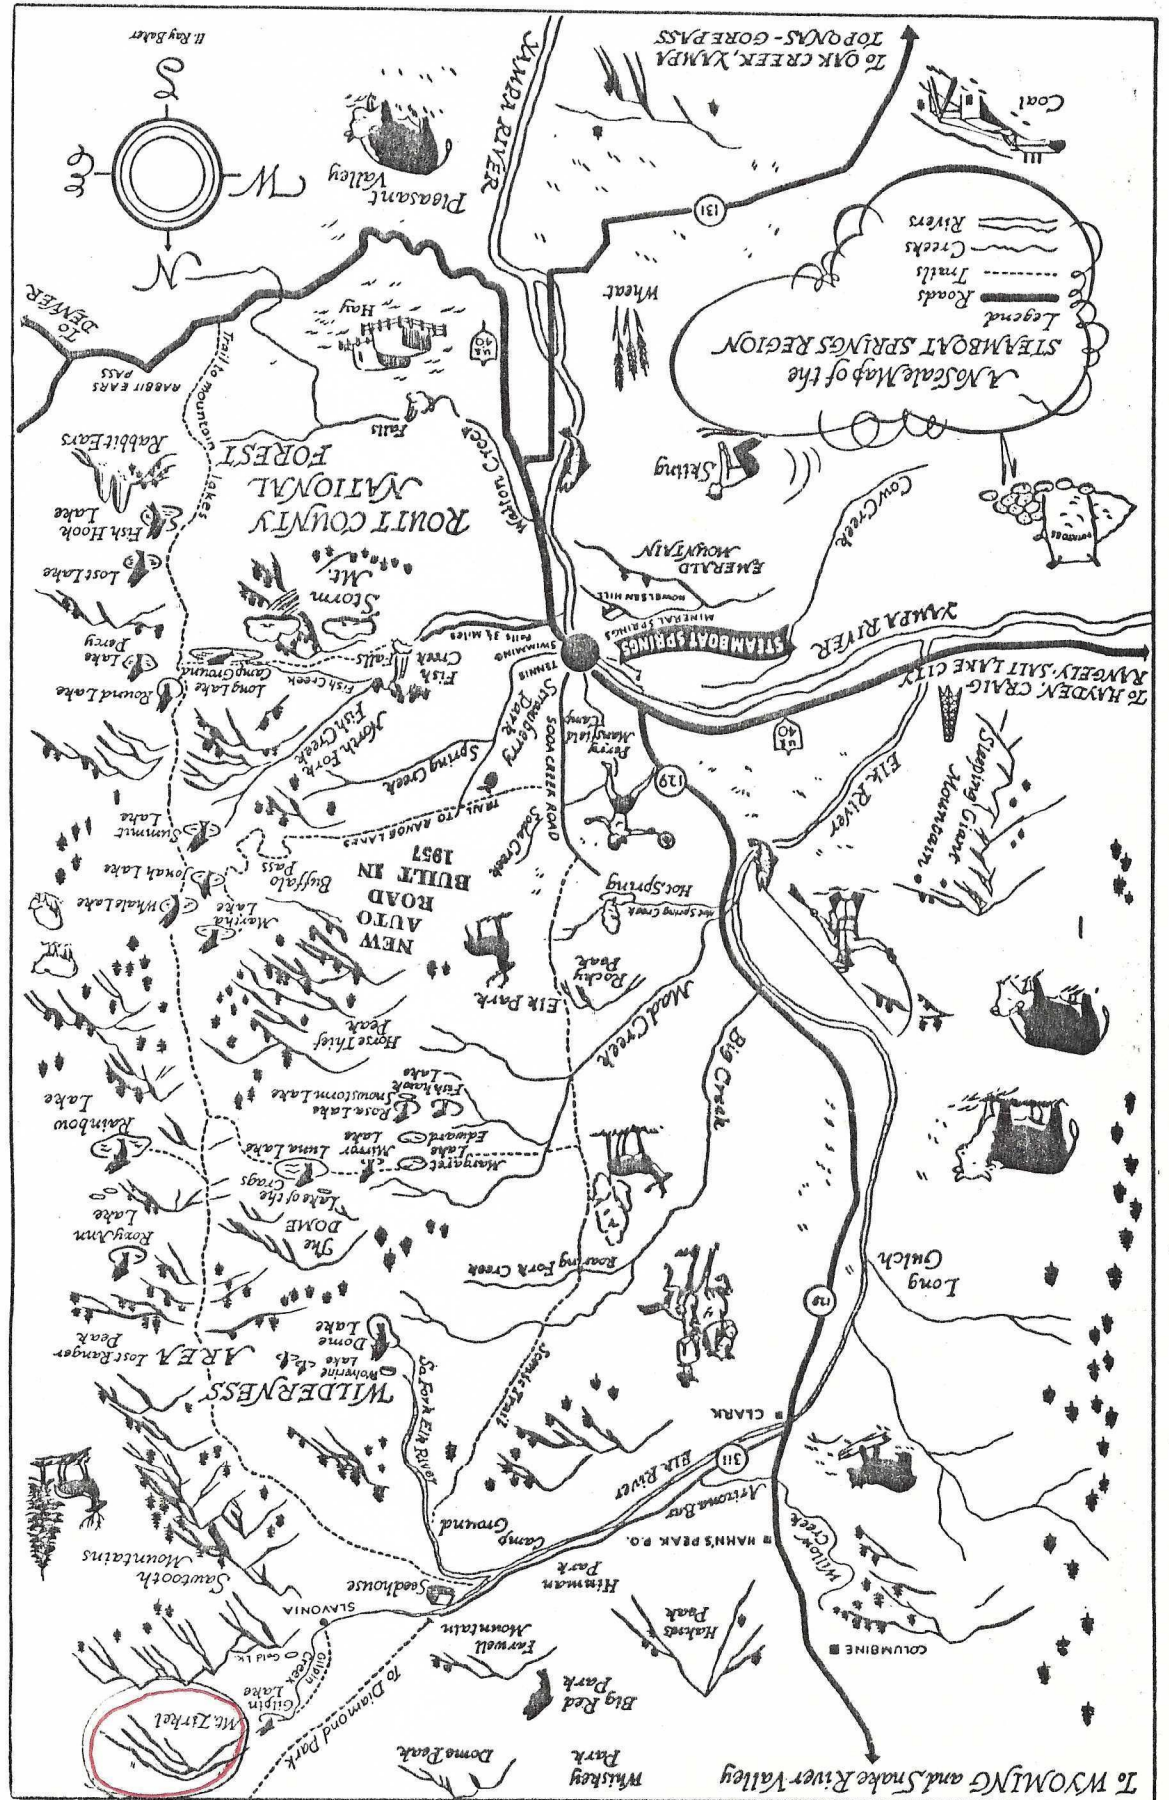 To WYOMING and Snake River Valley
Whiskey
Park
Dome Peak
To Diamond Park
Mt. Zirkel
Big Red
Park
Farwell
Mountain
Gilpin
Lake
Gilpin
Creek
Gold Lk.
SLAVONIA
COLUMBINE
Hahns
Peak
Willow Creek
HAHN'S PEAK P.O.
Hinman
Park
Seedhouse
Sawtooth
Mountains
Camp
Ground
Arizona Bar
Elk River
311
CLARK
So. Fork Elk River
Scenic Trail
WILDERNESS
AREA
Wolverine
Lake
Dome
Lake
Lost Ranger
Peak
Long
Gulch
129
Roaring Fork Creek
The
DOME
Roxy Ann
Lake
Lake of the
Crags
Margaret
Lake
Edward
Mirror
Lake
Luna Lake
Rainbow
Lake
Rosa Lake
Snowstorm Lake
Fishhawk
Lake
Big Creek
Mad Creek
Horse Thief
Peak
Rocky
Peak
Elk Park
NEW
AUTO
ROAD
BUILT IN
1957
Hot Spring Creek
Hot Spring
Margha
Lake
Whale Lake
Jonah Lake
Buffalo
Pass
Summit
Lake
Sleeping Giant
Mountain
Elk River
129
Soda Creek
SODA CREEK ROAD
TRAIL TO RANGE LAKES
Perry
Mansfield
Camp
Strawberry
Park
Spring Creek
North Fork
Fish Creek
US
40
To HAYDEN, CRAIG
RANGELY-SALT LAKE CITY
YAMPA RIVER
STEAMBOAT SPRINGS
MINERAL SPRINGS
TENNIS
SWIMMING
Fish
Creek
Falls
Falls 3½ Miles
Fish Creek
Long Lake
Camp Ground
Round Lake
Lake
Percy
HOWELSEN HILL
EMERALD
MOUNTAIN
Cow Creek
Mt.
Storm
Lost Lake
Fish Hook
Lake
Rabbit Ears
POTATOES
Skiing
Walton Creek
ROUTT COUNTY
NATIONAL
FOREST
Falls
Trail to Mountain Lakes
RABBIT EARS
PASS
To
DENVER
A No Scale Map of the
STEAMBOAT SPRINGS REGION
Legend
Roads
Trails
Creeks
Rivers
Wheat
US
40
Hay
131
Pleasant
Valley
YAMPA RIVER
N
W
E
S
Coal
To OAK CREEK, YAMPA
TOPONAS-GORE PASS
H. Ray Baker